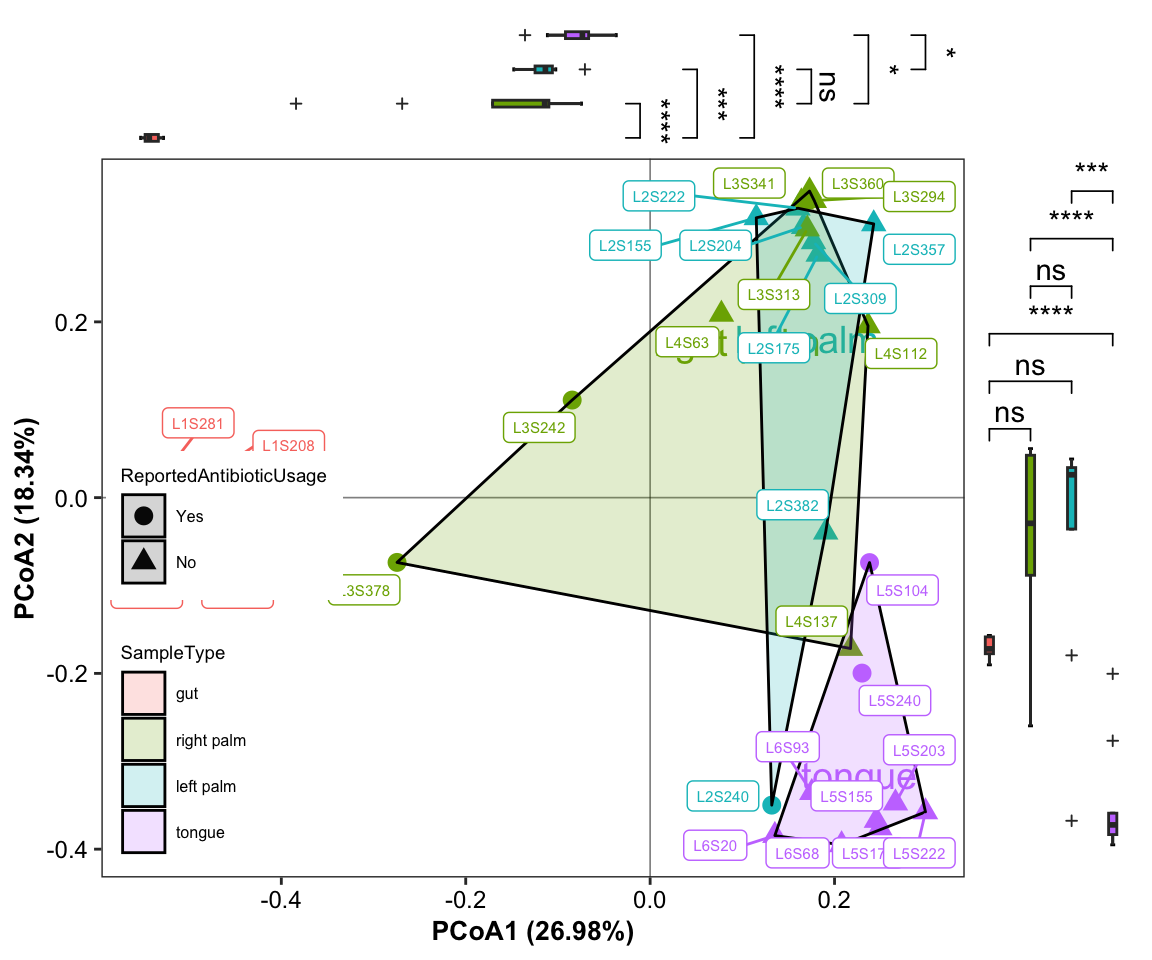 *
*
ns
****
***
****
***
****
ns
****
ns
ns
L3S341
L3S360
L2S222
L3S294
L2S155
L2S204
L2S357
L3S313
L2S309
L4S63
L2S175
palm
L4S112
0.2
L1S281
L3S242
L1S208
ReportedAntibioticUsage
Yes
No
0.0
L2S382
L3S378
L5S104
L4S137
SampleType
gut
right palm
left palm
tongue
-0.2
L5S240
L6S93
L5S203
tongue
L2S240
L5S155
L6S20
L6S68
L5S17
L5S222
-0.4
-0.4
-0.2
0.0
0.2
PCoA1 (26.98%)
PCoA2 (18.34%)